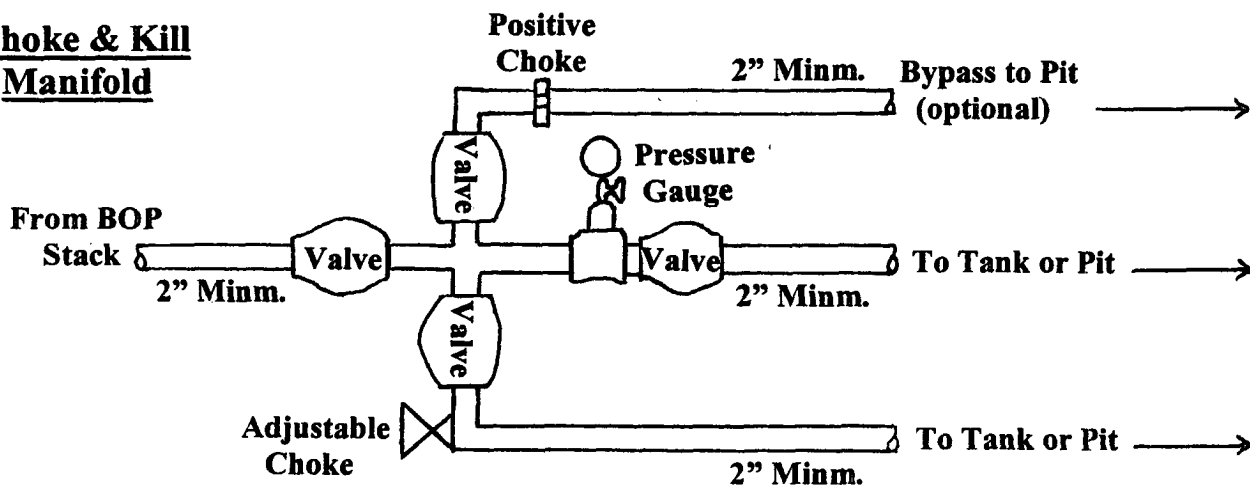 hoke & Kill
Manifold
Positive
Choke
2” Minm.
Bypass to Pit
(optional)
Valve
Pressure
Gauge
From BOP
Stack
Valve
Valve
To Tank or Pit
2” Minm.
2” Minm.
Valve
Adjustable
Choke
To Tank or Pit
2” Minm.